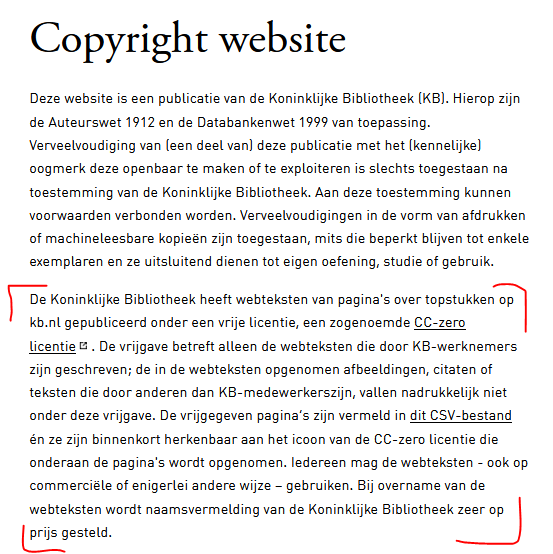 Copyright website
Deze website is een publicatie van de Koninklijke Bibliotheek (KB). Hierop zijn
de Auteurswet 1912 en de Databankenwet 1999 van toepassing.
Verveelvoudiging van (een deel van) deze publicatie met het (kennelijke)
oogmerk deze openbaar te maken of te exploiteren is slechts toegestaan na
toestemming van de Koninklijke Bibliotheek. Aan deze toestemming kunnen
voorwaarden verbonden worden. Verveelvoudigingen in de vorm van afdrukken
of machineleesbare kopieën zijn toegestaan, mits die beperkt blijven tot enkele
exemplaren en ze uitsluitend dienen tot eigen oefening, studie of gebruik.
De Koninklijke Bibliotheek heeft webteksten van pagina's over topstukken op
kb.nl gepubliceerd onder een vrije licentie, een zogenoemde CC-zero
licentie . De vrijgave betreft alleen de webteksten die door KB-werknemers
zijn geschreven; de in de webteksten opgenomen afbeeldingen, citaten of
teksten die door anderen dan KB-medewerkerszijn, vallen nadrukkelijk niet
onder deze vrijgave. De vrijgegeven pagina’s zijn vermeld in dit CSV-bestand
én ze zijn binnenkort herkenbaar aan het icoon van de CC-zero licentie die
onderaan de pagina's wordt opgenomen. Iedereen mag de webteksten - ook op
commerciële of enigerlei andere wijze – gebruiken. Bij overname van de
webteksten wordt naamsvermelding van de Koninklijke Bibliotheek zeer op
prijs gesteld.